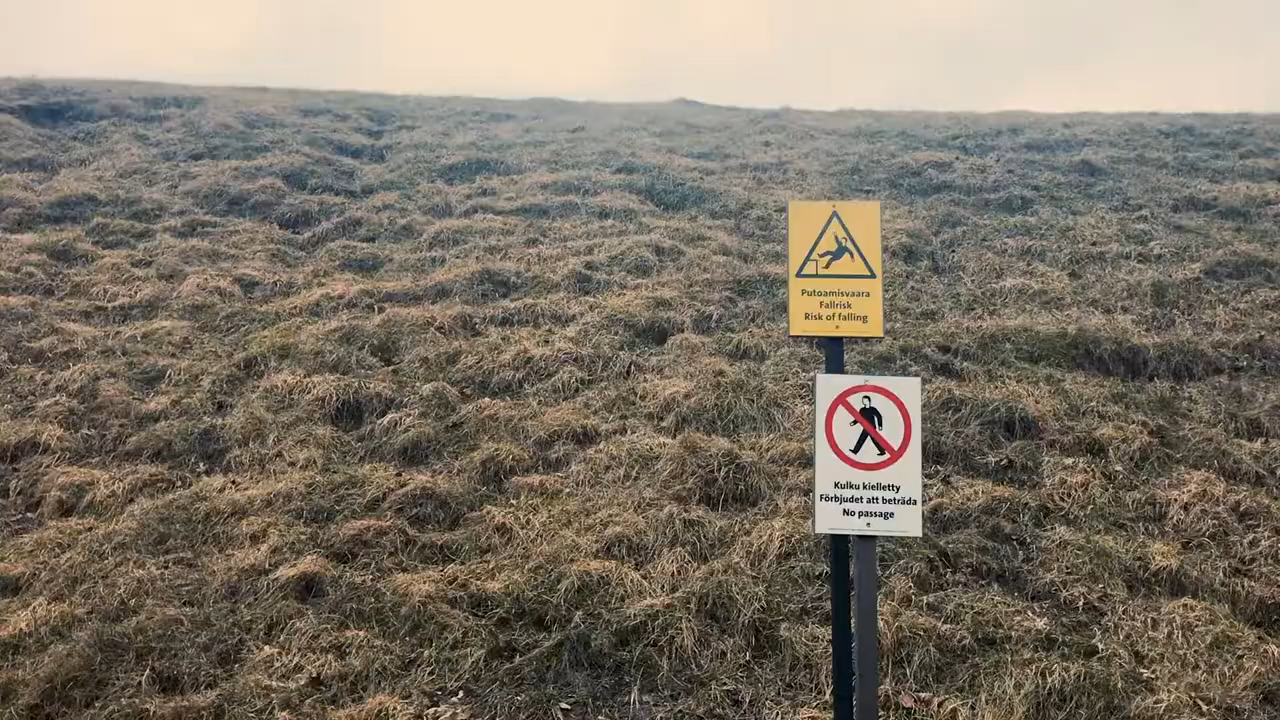 Putoamisvaara
Fallrisk
Risk of falling
Kulku kielletty
Förbjudet att beträda
No passage